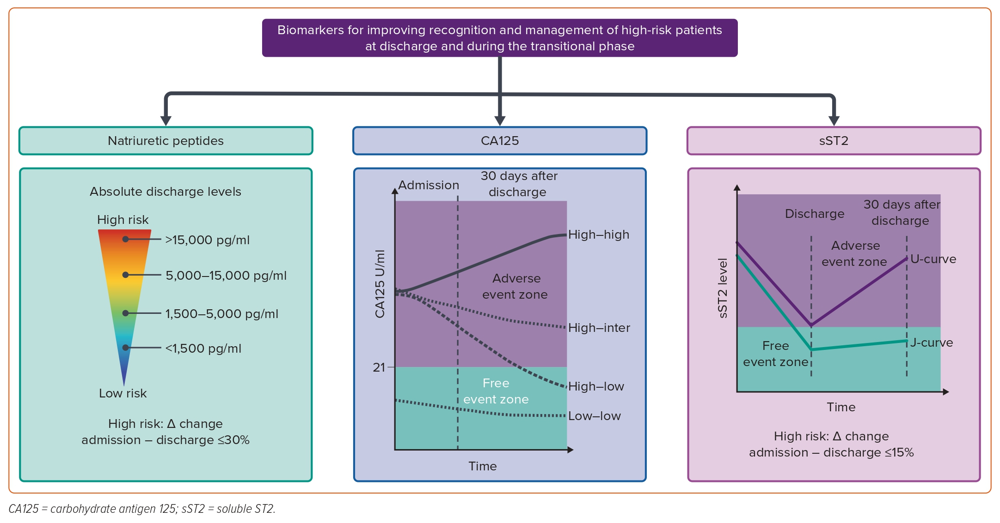 Biomarkers for improving recognition and management of high-risk patients
at discharge and during the transitional phase
Natriuretic peptides
Absolute discharge levels
High risk
>15,000 pg/ml
5,000–15,000 pg/ml
1,500–5,000 pg/ml
<1,500 pg/ml
Low risk
High risk: Δ change
admission – discharge ≤30%
CA125
30 days after
discharge
Admission
CA125 U/ml
High–high
Adverse
event zone
High–inter
21
Free
event zone
High–low
Low–low
Time
sST2
Discharge
30 days after
discharge
sST2 level
Adverse
event zone
U-curve
Free
event zone
J-curve
Time
High risk: Δ change
admission – discharge ≤15%
CA125 = carbohydrate antigen 125; sST2 = soluble ST2.